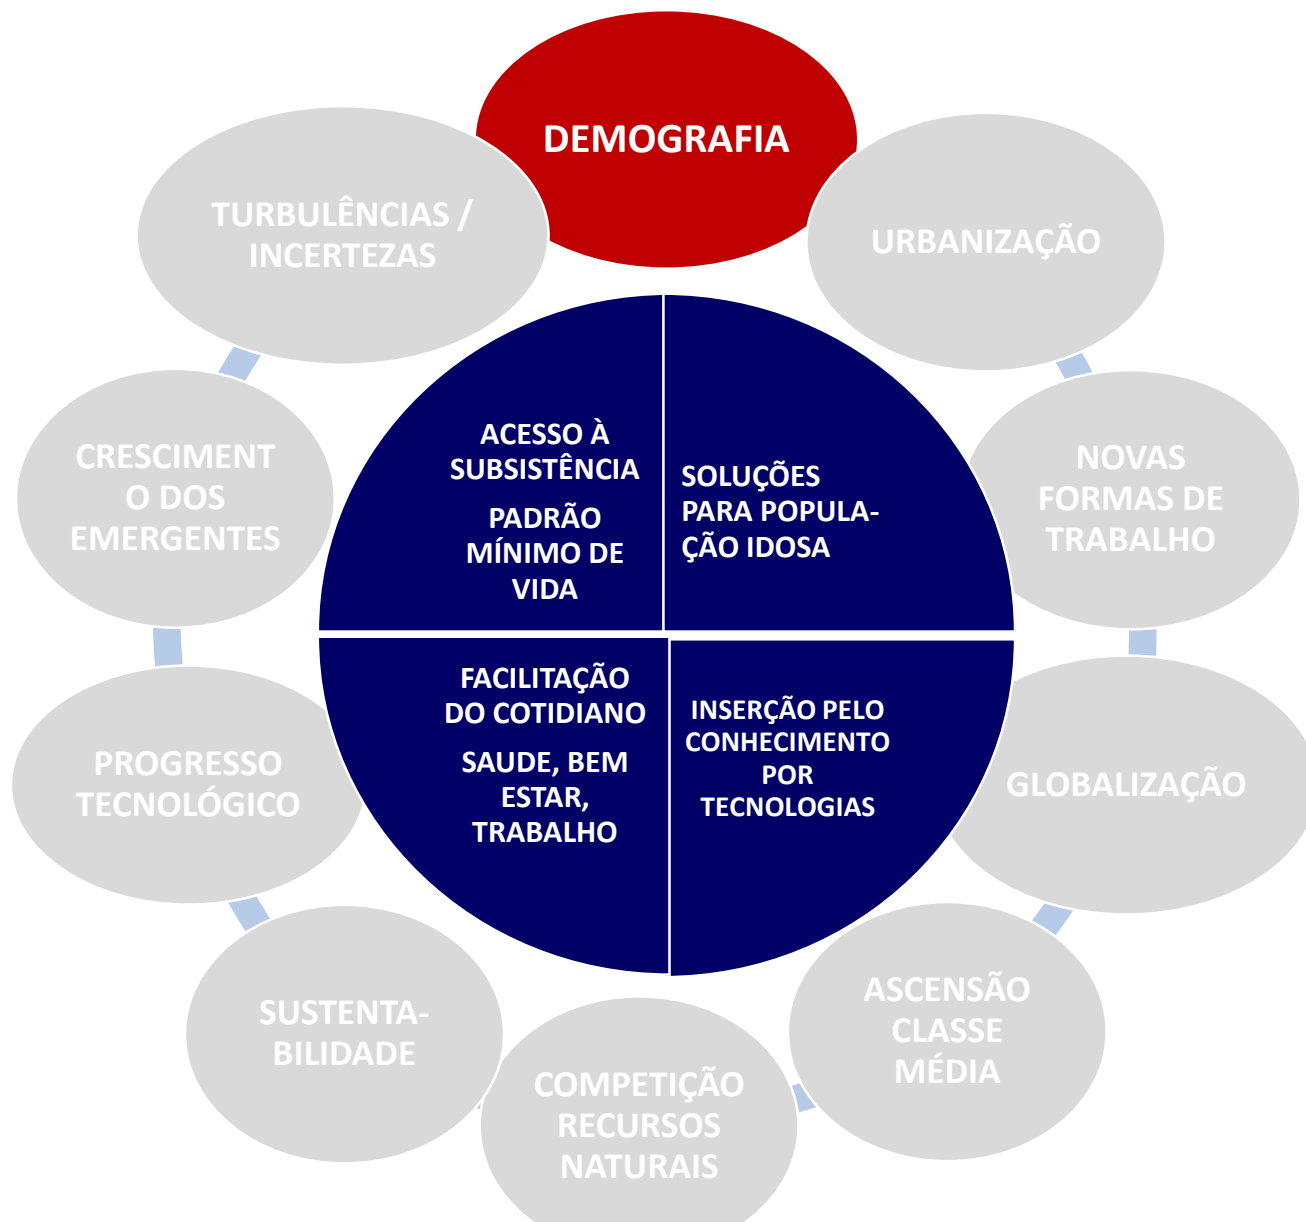 DEMOGRAFIA
URBANIZAÇÃO
NOVAS
FORMAS DE
TRABALHO
GLOBALIZAÇÃO
ASCENSÃO
CLASSE
MÉDIA
COMPETIÇÃO
RECURSOS
NATURAIS
SUSTENTA-
BILIDADE
PROGRESSO
TECNOLÓGICO
CRESCIMENT
O DOS
EMERGENTES
TURBULÊNCIAS /
INCERTEZAS
ACESSO À
SUBSISTÊNCIA
PADRÃO
MÍNIMO DE
VIDA
SOLUÇÕES
PARA POPULA-
ÇÃO IDOSA
FACILITAÇÃO
DO COTIDIANO
SAUDE, BEM
ESTAR,
TRABALHO
INSERÇÃO PELO
CONHECIMENTO
POR
TECNOLOGIAS